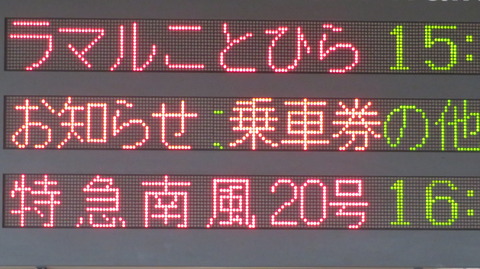 ラマルことひら 15:
お知らせ:乗車券の他
特急南風20号 16: